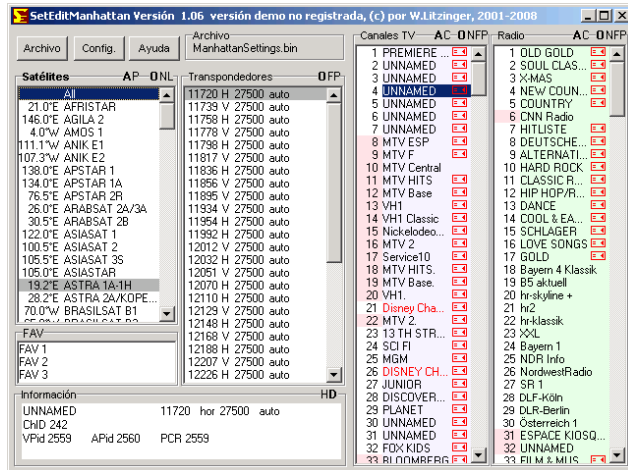 SetEditManhattan Versión 1.06 versión demo no registrada, (c) por W.Litzinger, 2001-2008
Archivo
Config.
Ayuda
Archivo
ManhattanSettings.bin
Satélites AP ONL
All
21.0°E AFRISTAR
146.0°E AGILA 2
4.0°W AMOS 1
111.1°W ANIK E1
107.3°W ANIK E2
138.0°E APSTAR 1
134.0°E APSTAR 1A
76.5°E APSTAR 2R
26.0°E ARABSAT 2A/3A
30.5°E ARABSAT 2B
122.0°E ASIASAT 1
100.5°E ASIASAT 2
105.5°E ASIASAT 3S
105.0°E ASIASTAR
19.2°E ASTRA 1A-1H
28.2°E ASTRA 2A/KOPE...
70.0°W BRASILSAT B1
Transpondedores OFP
11720 H 27500 auto
11739 V 27500 auto
11758 H 27500 auto
11778 V 27500 auto
11798 H 27500 auto
11817 V 27500 auto
11836 H 27500 auto
11856 V 27500 auto
11895 V 27500 auto
11934 V 27500 auto
11954 H 27500 auto
11992 H 27500 auto
12012 V 27500 auto
12032 H 27500 auto
12051 V 27500 auto
12070 H 27500 auto
12110 H 27500 auto
12129 V 27500 auto
12148 H 27500 auto
12168 V 27500 auto
12188 H 27500 auto
12207 V 27500 auto
12226 H 27500 auto
FAV
FAV 1
FAV 2
FAV 3
Información HD
UNNAMED 11720 hor 27500 auto
ChID 242
VPid 2559 APid 2560 PCR 2559
Canales TV AC ONFP
1 PREMIERE ...
2 UNNAMED
3 UNNAMED
4 UNNAMED
5 UNNAMED
6 UNNAMED
7 UNNAMED
8 MTV ESP
9 MTV F
10 MTV Central
11 MTV HITS
12 MTV Base
13 VH1
14 VH1 Classic
15 Nickelodeo...
16 MTV 2
17 Service10
18 MTV HITS.
19 MTV Base.
20 VH1.
21 Disney Cha...
22 MTV 2.
23 13 TH STR...
24 SCI FI
25 MGM
26 DISNEY CH...
27 JUNIOR
28 DISCOVER...
29 PLANET
30 UNNAMED
31 UNNAMED
32 FOX KIDS
33 BLOOMBERG
Radio AC ONFP
1 OLD GOLD
2 SOUL CLAS...
3 X-MAS
4 NEW COUN...
5 COUNTRY
6 CNN Radio
7 HITLISTE
8 DEUTSCHE...
9 ALTERNATI...
10 HARD ROCK
11 CLASSIC R...
12 HIP HOP/R...
13 DANCE
14 COOL & EA...
15 SCHLAGER
16 LOVE SONGS
17 GOLD
18 Bayern 4 Klassik
19 B5 aktuell
20 hr-skyline +
21 hr2
22 hr-klassik
23 XXL
24 Bayern 1
25 NDR Info
26 NordwestRadio
27 SR 1
28 DLF-Köln
29 DLR-Berlin
30 Österreich 1
31 ESPACE KIOSQ...
32 UNNAMED
33 FILM & MUS...